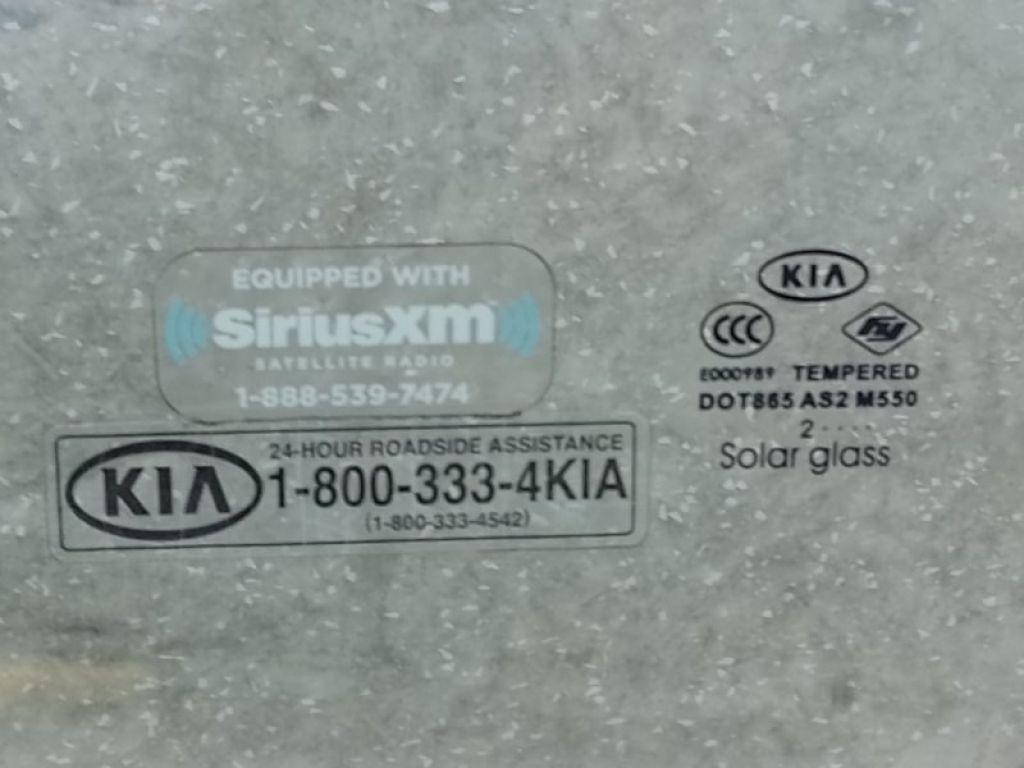 EQUIPPED WITH
SiriusXm
SATELLITE RADIO
1-888-539-7474
KIA
24-HOUR ROADSIDE ASSISTANCE
1-800-333-4KIA
(1-800-333-4542)
KIA
CCC
E000989 TEMPERED
DOT865 AS2 M550
2 ····
Solar glass